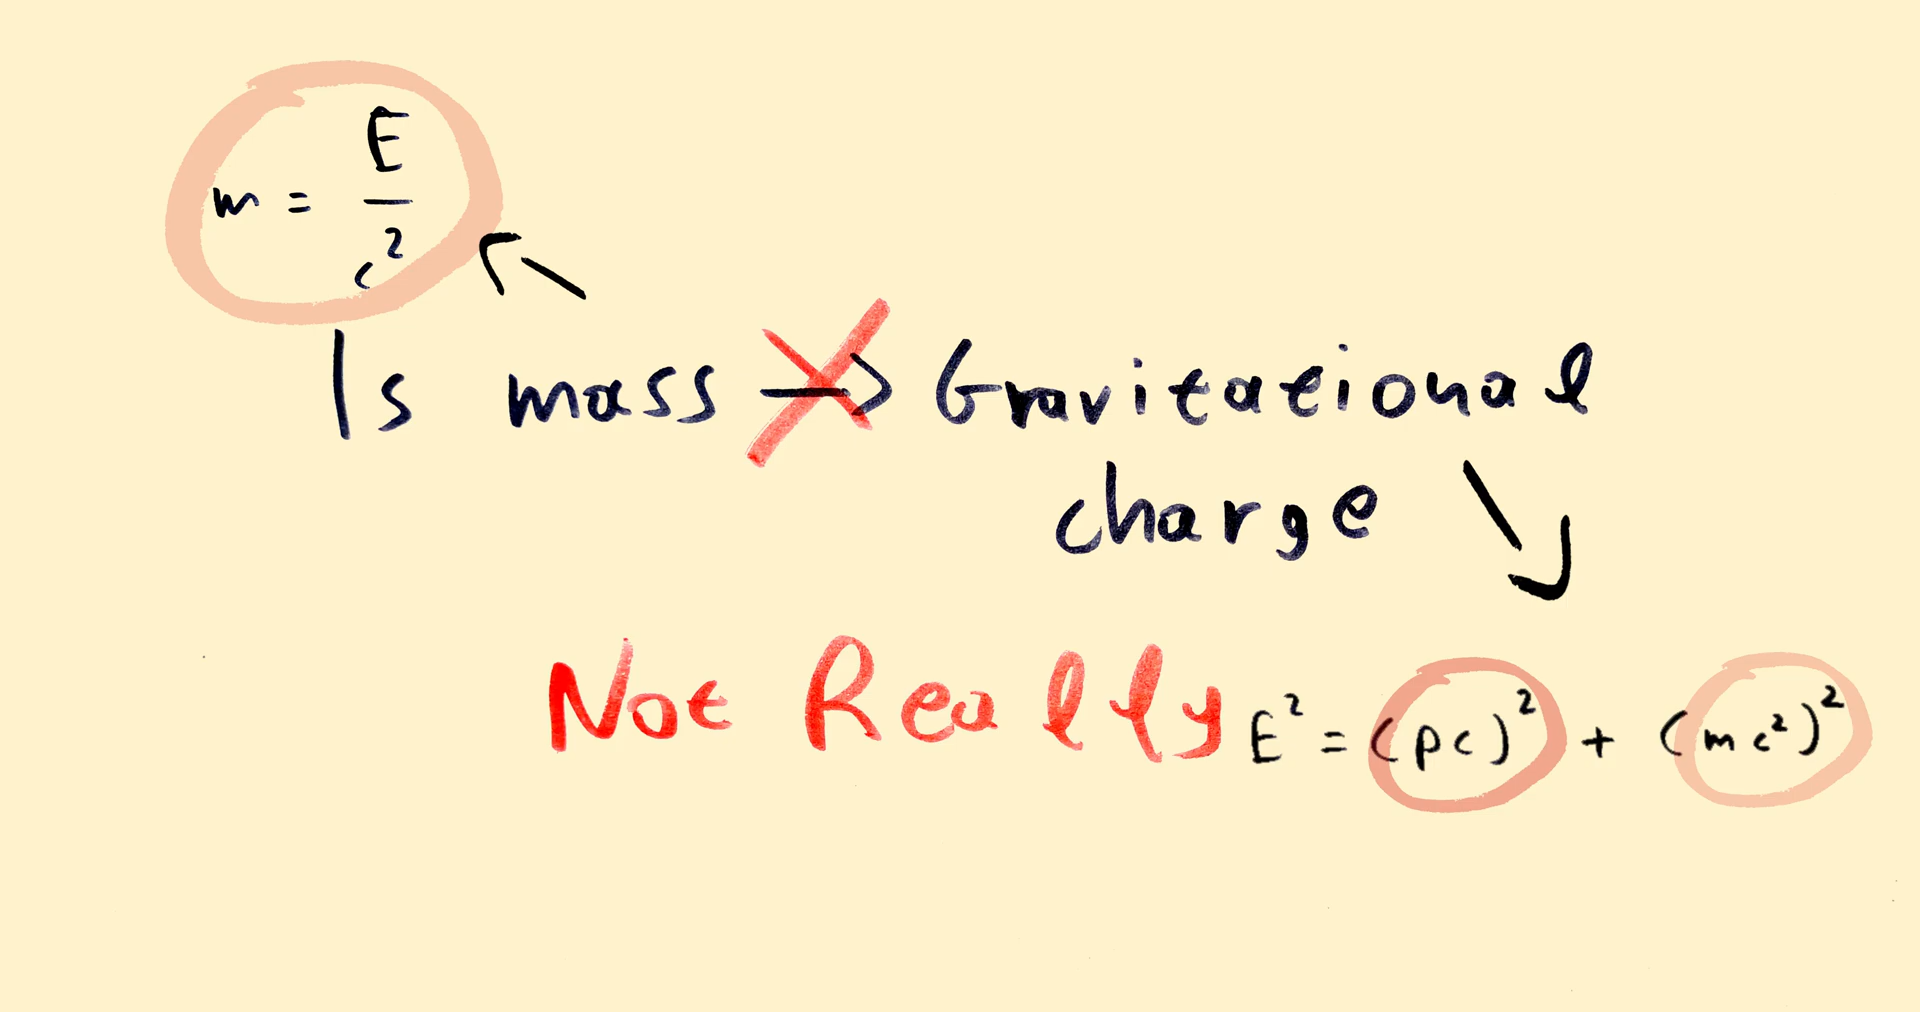 m = E/c²
Is mass → Gravitational
charge
Not Really
E² = (pc)² + (mc²)²